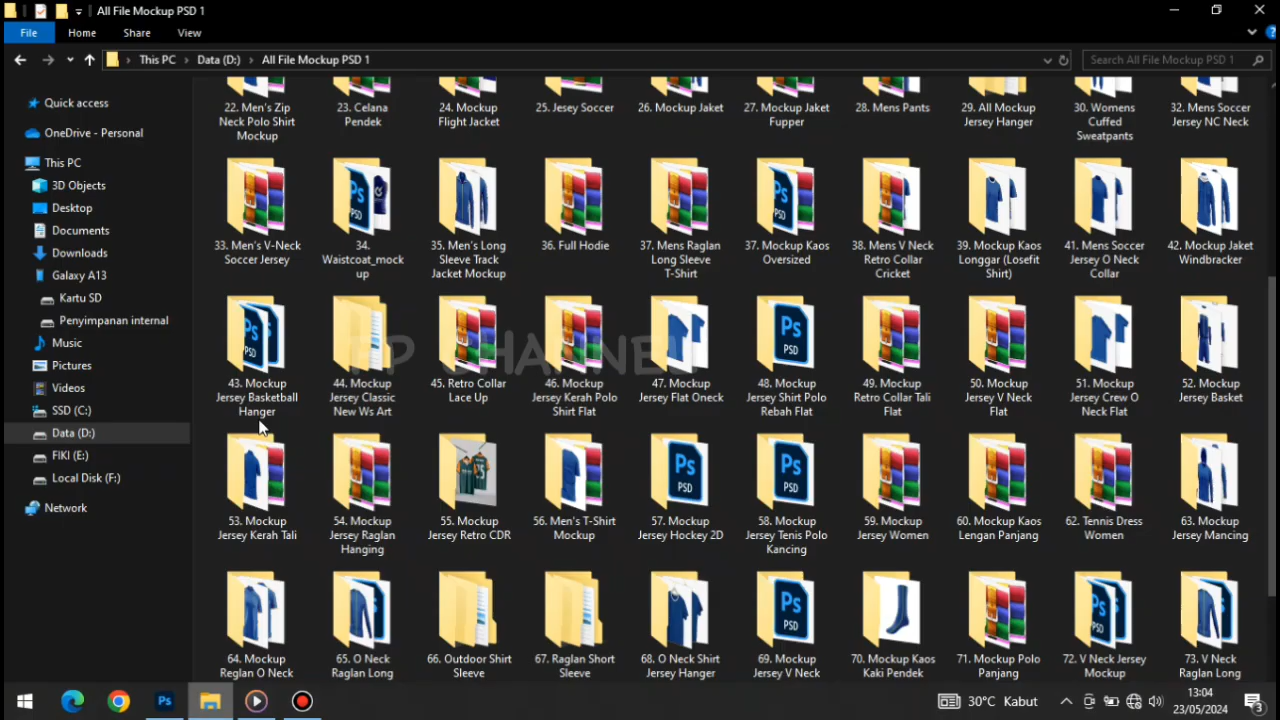 All File Mockup PSD 1
File Home Share View
This PC Data (D:) All File Mockup PSD 1
Search All File Mockup PSD 1
Quick access
OneDrive - Personal
This PC
3D Objects
Desktop
Documents
Downloads
Galaxy A13
Kartu SD
Penyimpanan internal
Music
Pictures
Videos
SSD (C:)
Data (D:)
FIKI (E:)
Local Disk (F:)
Network
22. Men's Zip
Neck Polo Shirt
Mockup
23. Celana
Pendek
24. Mockup
Flight Jacket
25. Jesey Soccer
26. Mockup Jaket
27. Mockup Jaket
Fupper
28. Mens Pants
29. All Mockup
Jersey Hanger
30. Womens
Cuffed
Sweatpants
32. Mens Soccer
Jersey NC Neck
33. Men's V-Neck
Soccer Jersey
34.
Waistcoat_mock
up
35. Men's Long
Sleeve Track
Jacket Mockup
36. Full Hodie
37. Mens Raglan
Long Sleeve
T-Shirt
37. Mockup Kaos
Oversized
38. Mens V Neck
Retro Collar
Cricket
39. Mockup Kaos
Longgar (Losefit
Shirt)
41. Mens Soccer
Jersey O Neck
Collar
42. Mockup Jaket
Windbracker
43. Mockup
Jersey Basketball
Hanger
44. Mockup
Jersey Classic
New Ws Art
45. Retro Collar
Lace Up
46. Mockup
Jersey Kerah Polo
Shirt Flat
47. Mockup
Jersey Flat Oneck
48. Mockup
Jersey Shirt Polo
Rebah Flat
49. Mockup
Retro Collar Tali
Flat
50. Mockup
Jersey V Neck
Flat
51. Mockup
Jersey Crew O
Neck Flat
52. Mockup
Jersey Basket
FP CHANNEL
53. Mockup
Jersey Kerah Tali
54. Mockup
Jersey Raglan
Hanging
55. Mockup
Jersey Retro CDR
56. Men's T-Shirt
Mockup
57. Mockup
Jersey Hockey 2D
58. Mockup
Jersey Tenis Polo
Kancing
59. Mockup
Jersey Women
60. Mockup Kaos
Lengan Panjang
62. Tennis Dress
Women
63. Mockup
Jersey Mancing
64. Mockup
Reglan O Neck
65. O Neck
Raglan Long
66. Outdoor Shirt
Sleeve
67. Raglan Short
Sleeve
68. O Neck Shirt
Jersey Hanger
69. Mockup
Jersey V Neck
70. Mockup Kaos
Kaki Pendek
71. Mockup Polo
Panjang
72. V Neck Jersey
Mockup
73. V Neck
Raglan Long
30°C Kabut
13:04
23/05/2024
3